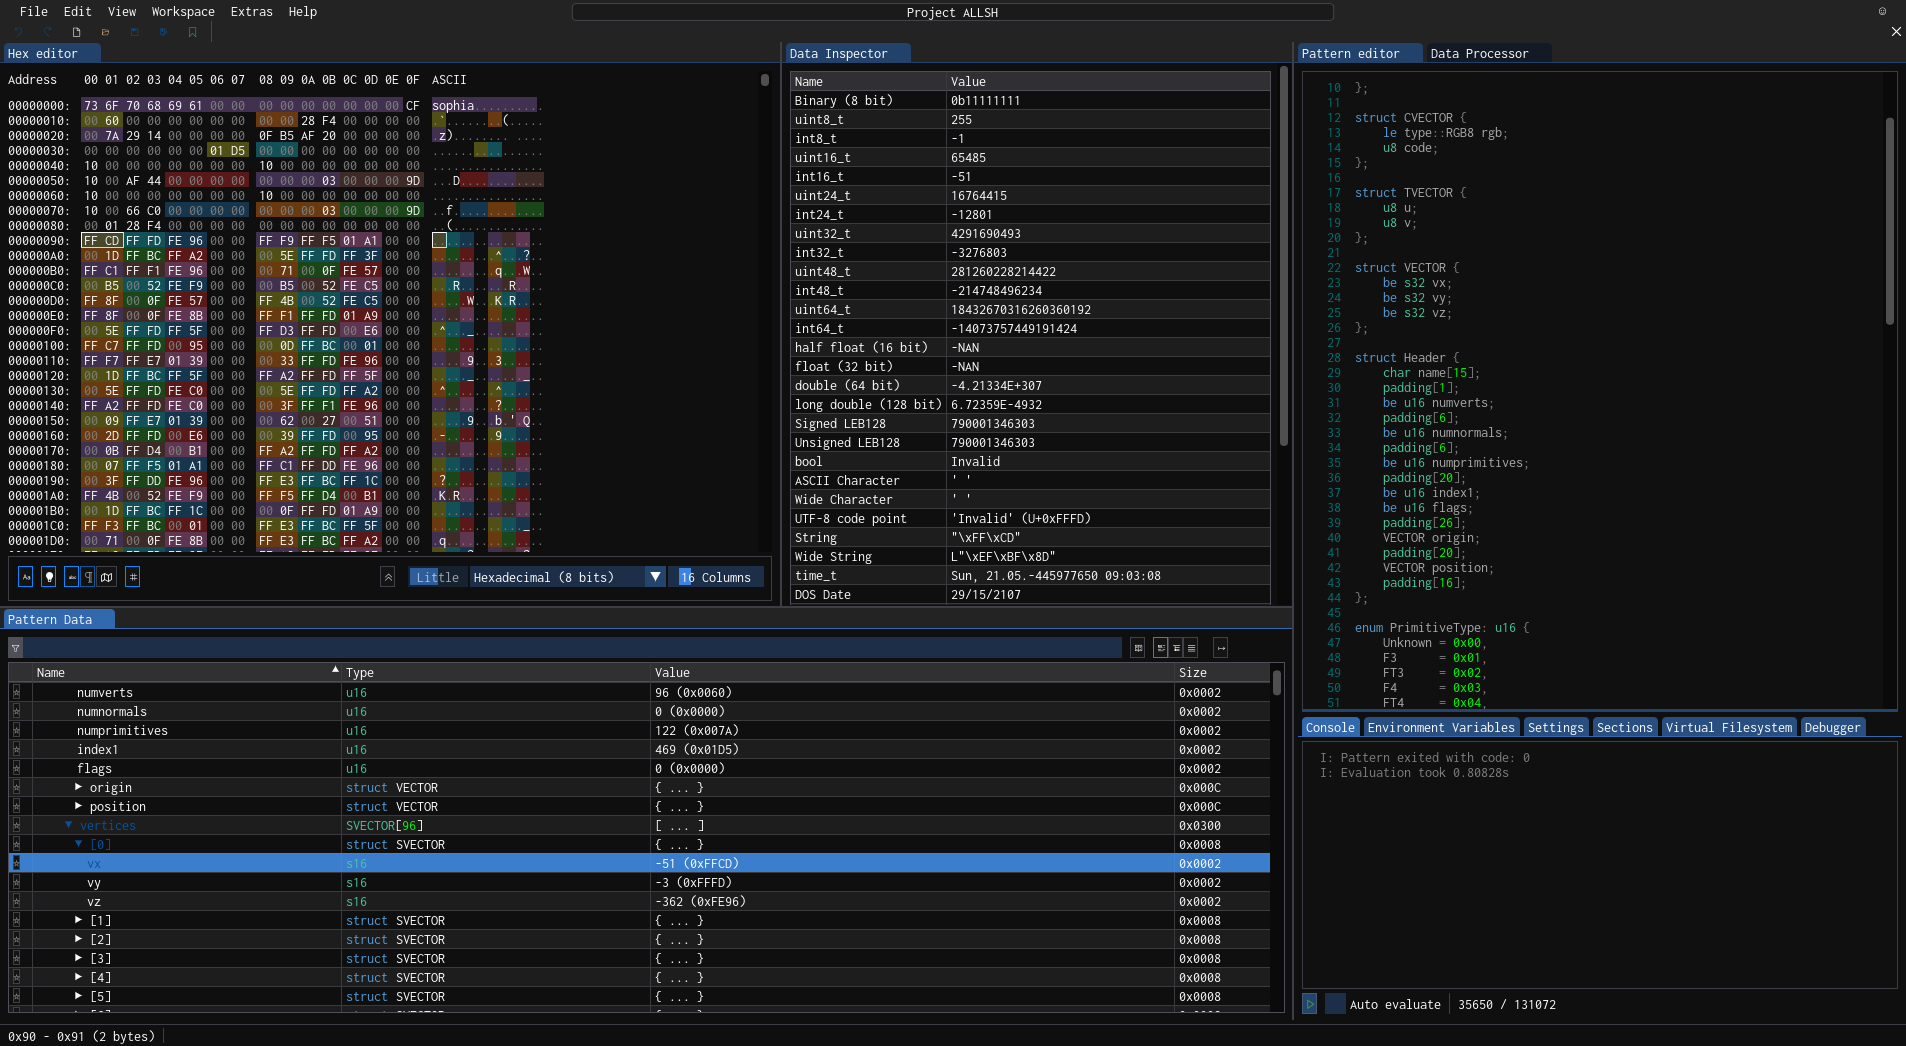 File Edit View Workspace Extras Help
Project ALLSH
Hex editor
Address 00 01 02 03 04 05 06 07 08 09 0A 0B 0C 0D 0E 0F ASCII
00000000: 73 6F 70 68 69 61 00 00 00 00 00 00 00 00 00 CF sophia..........
00000010: 00 60 00 00 00 00 00 00 00 00 28 F4 00 00 00 00 .`........(.....
00000020: 00 7A 29 14 00 00 00 00 0F B5 AF 20 00 00 00 00 .z).............
00000030: 00 00 00 00 00 00 01 D5 00 00 00 00 00 00 00 00 ................
00000040: 10 00 00 00 00 00 00 00 10 00 00 00 00 00 00 00 ................
00000050: 10 00 AF 44 00 00 00 00 00 00 00 03 00 00 00 9D ...D............
00000060: 10 00 00 00 00 00 00 00 10 00 00 00 00 00 00 00 ................
00000070: 10 00 66 C0 00 00 00 00 00 00 00 03 00 00 00 9D ..f.............
00000080: 00 01 28 F4 00 00 00 00 00 00 00 00 00 00 00 00 ..(.............
00000090: FF CD FF FD FE 96 00 00 FF F9 FF F5 01 A1 00 00 ................
000000A0: 00 1D FF BC FF A2 00 00 00 5E FF FD FF 3F 00 00 .........^...?..
000000B0: FF C1 FF F1 FE 96 00 00 00 71 00 0F FE 57 00 00 .........q...W..
000000C0: 00 B5 00 52 FE F9 00 00 00 B5 00 52 FE C5 00 00 ...R.......R....
000000D0: FF 8F 00 0F FE 57 00 00 FF 4B 00 52 FE C5 00 00 .....W...K.R....
000000E0: FF 8F 00 0F FE 8B 00 00 FF F1 FF FD 01 A9 00 00 ................
000000F0: 00 5E FF FD FF 5F 00 00 FF D3 FF FD 00 E6 00 00 .^..._..........
00000100: FF C7 FF FD 00 95 00 00 00 0D FF BC 00 01 00 00 ................
00000110: FF F7 FF E7 01 39 00 00 00 33 FF FD FE 96 00 00 .....9...3......
00000120: 00 1D FF BC FF 5F 00 00 FF A2 FF FD FF 5F 00 00 ....._......._..
00000130: 00 5E FF FD FE C0 00 00 00 5E FF FD FF A2 00 00 .^.......^......
00000140: FF A2 FF FD FE C0 00 00 00 3F FF F1 FE 96 00 00 .........?......
00000150: 00 09 FF E7 01 39 00 00 00 62 00 27 00 51 00 00 .....9...b.'.Q..
00000160: 00 2D FF FD 00 E6 00 00 00 39 FF FD 00 95 00 00 .-.......9......
00000170: 00 0B FF D4 00 B1 00 00 FF A2 FF FD FF A2 00 00 ................
00000180: 00 07 FF F5 01 A1 00 00 FF C1 FF DD FE 96 00 00 ................
00000190: 00 3F FF DD FE 96 00 00 FF E3 FF BC FF 1C 00 00 .?..............
000001A0: FF 4B 00 52 FE F9 00 00 FF F5 FF D4 00 B1 00 00 .K.R............
000001B0: 00 1D FF BC FF 1C 00 00 00 0F FF FD 01 A9 00 00 ................
000001C0: FF F3 FF BC 00 01 00 00 FF E3 FF BC FF 5F 00 00 ............._..
000001D0: 00 71 00 0F FE 8B 00 00 FF E3 FF BC FF A2 00 00 .q..............
Little Hexadecimal (8 bits) 16 Columns
Data Inspector
Name Value
Binary (8 bit) 0b11111111
uint8_t 255
int8_t -1
uint16_t 65485
int16_t -51
uint24_t 16764415
int24_t -12801
uint32_t 4291690493
int32_t -3276803
uint48_t 281260228214422
int48_t -214748496234
uint64_t 18432670316260360192
int64_t -14073757449191424
half float (16 bit) -NAN
float (32 bit) -NAN
double (64 bit) -4.21334E+307
long double (128 bit) 6.72359E-4932
Signed LEB128 790001346303
Unsigned LEB128 790001346303
bool Invalid
ASCII Character ' '
Wide Character ' '
UTF-8 code point 'Invalid' (U+0xFFFD)
String "\xFF\xCD"
Wide String L"\xEF\xBF\x8D"
time_t Sun, 21.05.-445977650 09:03:08
DOS Date 29/15/2107
Pattern editor Data Processor
10 };
11
12 struct CVECTOR {
13 le type::RGB8 rgb;
14 u8 code;
15 };
16
17 struct TVECTOR {
18 u8 u;
19 u8 v;
20 };
21
22 struct VECTOR {
23 be s32 vx;
24 be s32 vy;
25 be s32 vz;
26 };
27
28 struct Header {
29 char name[15];
30 padding[1];
31 be u16 numverts;
32 padding[6];
33 be u16 numnormals;
34 padding[6];
35 be u16 numprimitives;
36 padding[20];
37 be u16 index1;
38 be u16 flags;
39 padding[26];
40 VECTOR origin;
41 padding[20];
42 VECTOR position;
43 padding[16];
44 };
45
46 enum PrimitiveType: u16 {
47 Unknown = 0x00,
48 F3 = 0x01,
49 FT3 = 0x02,
50 F4 = 0x03,
51 FT4 = 0x04,
Pattern Data
Name Type Value Size
numverts u16 96 (0x0060) 0x0002
numnormals u16 0 (0x0000) 0x0002
numprimitives u16 122 (0x007A) 0x0002
index1 u16 469 (0x01D5) 0x0002
flags u16 0 (0x0000) 0x0002
origin struct VECTOR { ... } 0x000C
position struct VECTOR { ... } 0x000C
vertices SVECTOR[96] [ ... ] 0x0300
[0] struct SVECTOR { ... } 0x0008
vx s16 -51 (0xFFCD) 0x0002
vy s16 -3 (0xFFFD) 0x0002
vz s16 -362 (0xFE96) 0x0002
[1] struct SVECTOR { ... } 0x0008
[2] struct SVECTOR { ... } 0x0008
[3] struct SVECTOR { ... } 0x0008
[4] struct SVECTOR { ... } 0x0008
[5] struct SVECTOR { ... } 0x0008
Console Environment Variables Settings Sections Virtual Filesystem Debugger
I: Pattern exited with code: 0
I: Evaluation took 0.80828s
Auto evaluate 35650 / 131072
0x90 - 0x91 (2 bytes)